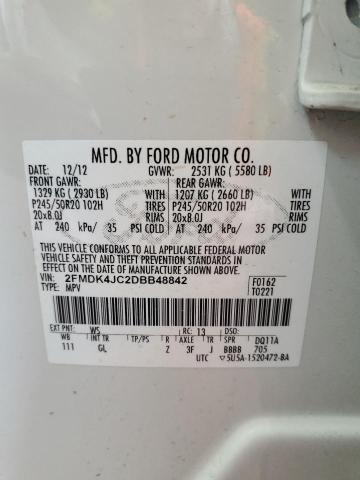 MFD. BY FORD MOTOR CO.
DATE: 12/12 GVWR: 2531 KG ( 5580 LB)
FRONT GAWR: REAR GAWR:
1329 KG ( 2930 LB) WITH 1207 KG ( 2660 LB) WITH
P245/50R20 102H TIRES P245/50R20 102H TIRES
20x8.0J RIMS 20x8.0J RIMS
AT 240 kPa/ 35 PSI COLD AT 240 kPa/ 35 PSI COLD
THIS VEHICLE CONFORMS TO ALL APPLICABLE FEDERAL MOTOR
VEHICLE SAFETY AND THEFT PREVENTION STANDARDS IN
EFFECT ON THE DATE OF MANUFACTURE SHOWN ABOVE.
VIN: 2FMDK4JC2DBB48842 F0162
TYPE: MPV T0221
EXT PNT: WS RC: 13 DSO:
WB INT TR TP/PS R AXLE TR SPR DQ11A
111 GL Z 3F J BBBB 705
UTC ▽5U5A-1520472-BA